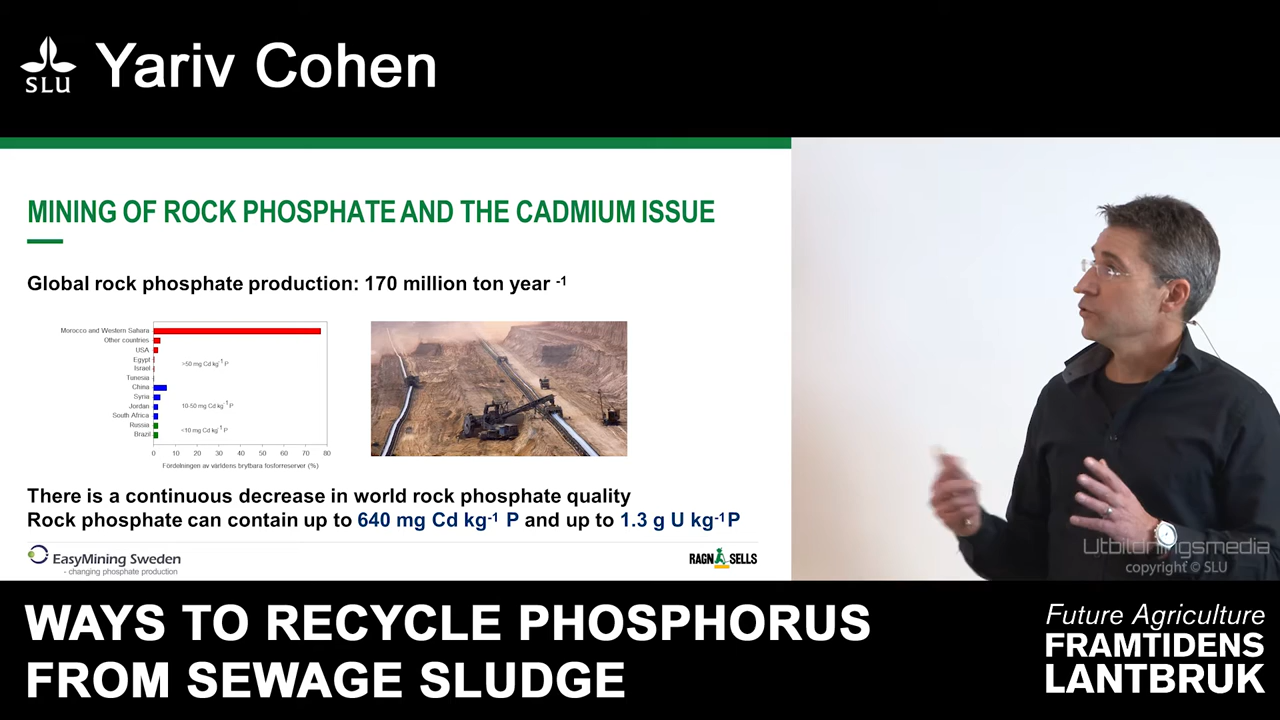 SLU
Yariv Cohen
MINING OF ROCK PHOSPHATE AND THE CADMIUM ISSUE
Global rock phosphate production: 170 million ton year -1
Morocco and Western Sahara
Other countries
USA
Egypt
Israel
Tunesia
China
Syria
Jordan
South Africa
Russia
Brazil
>50 mg Cd kg-1 P
10-50 mg Cd kg-1 P
<10 mg Cd kg-1 P
0 10 20 30 40 50 60 70 80
Fördelningen av världens brytbara fosforreserver (%)
There is a continuous decrease in world rock phosphate quality
Rock phosphate can contain up to 640 mg Cd kg-1 P and up to 1.3 g U kg-1P
EasyMining Sweden
- changing phosphate production
RAGN SELLS
Utbildningsmedia
copyright © SLU
WAYS TO RECYCLE PHOSPHORUS
FROM SEWAGE SLUDGE
Future Agriculture
FRAMTIDENS
LANTBRUK